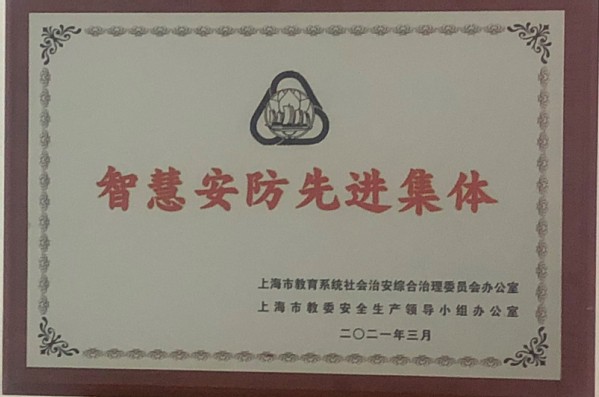 智慧安防先进集体
上海市教育系统社会治安综合治理委员会办公室
上海市教委安全生产领导小组办公室
二〇二一年三月